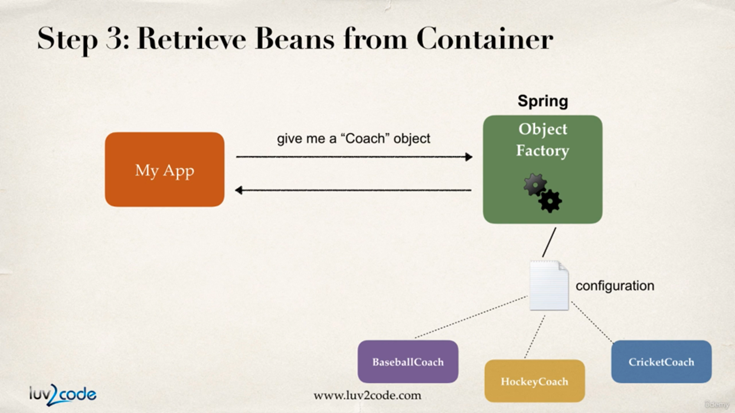 Step 3: Retrieve Beans from Container
Spring
give me a “Coach” object
My App
Object
Factory
configuration
BaseballCoach
HockeyCoach
CricketCoach
luv2code
www.luv2code.com
Udemy